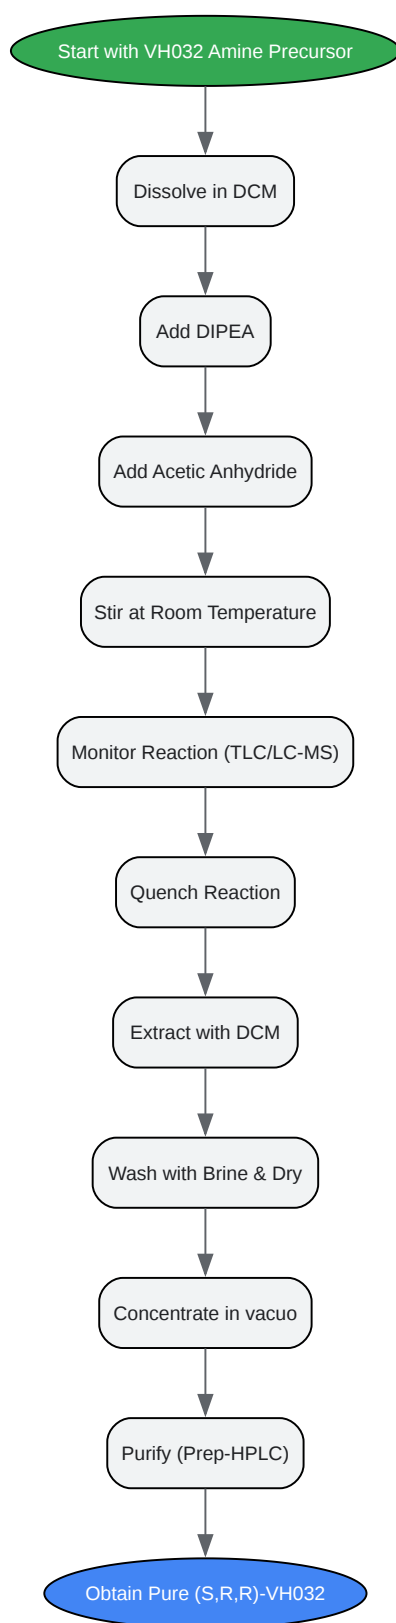 Start with VH032 Amine Precursor
Dissolve in DCM
Add DIPEA
Add Acetic Anhydride
Stir at Room Temperature
Monitor Reaction (TLC/LC-MS)
Quench Reaction
Extract with DCM
Wash with Brine & Dry
Concentrate in vacuo
Purify (Prep-HPLC)
Obtain Pure (S,R,R)-VH032